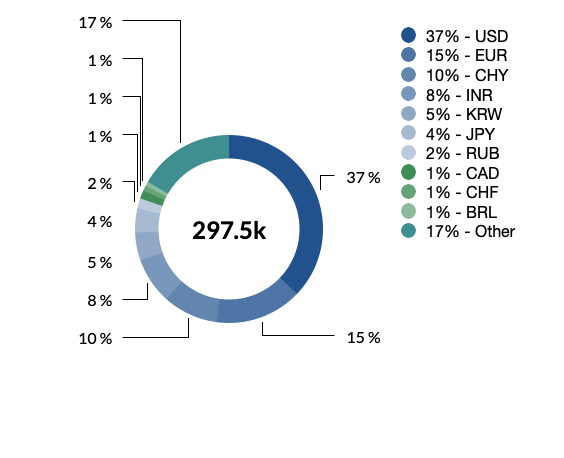 17 %
1 %
1 %
1 %
2 %
4 %
5 %
8 %
10 %
297.5k
37 %
15 %
37% - USD
15% - EUR
10% - CHY
8% - INR
5% - KRW
4% - JPY
2% - RUB
1% - CAD
1% - CHF
1% - BRL
17% - Other